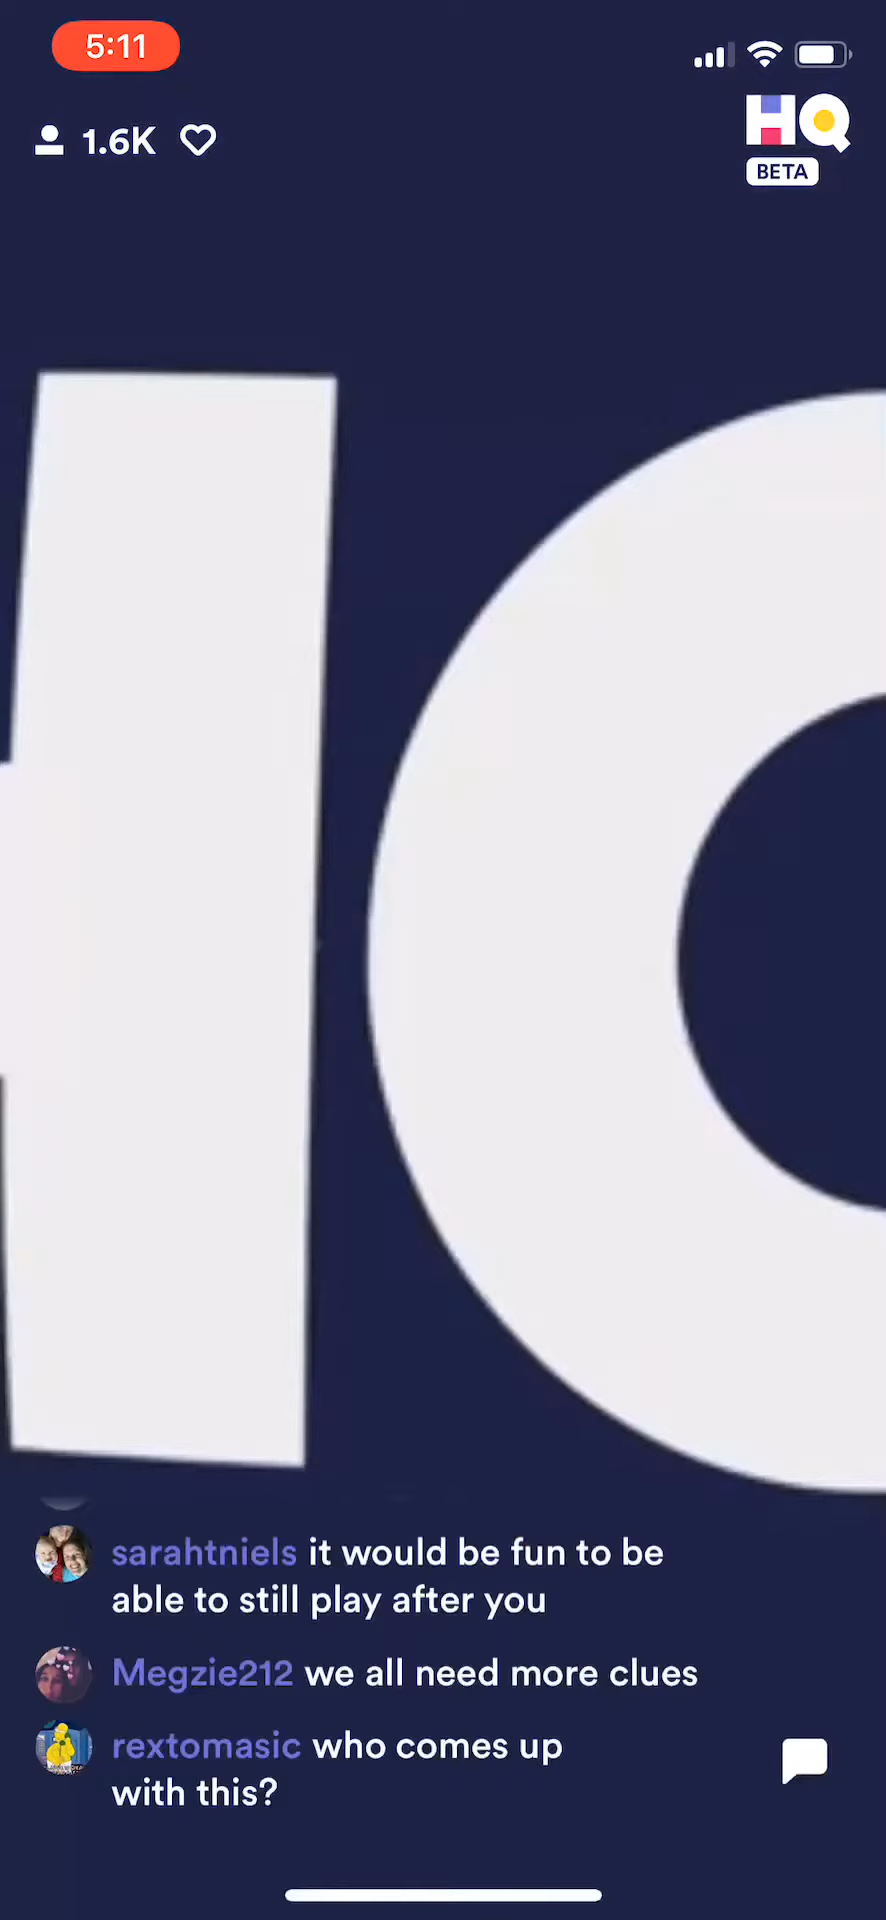 5:11
1.6K
HQ
BETA
HQ
sarahtniels it would be fun to be
able to still play after you
Megzie212 we all need more clues
rextomasic who comes up
with this?